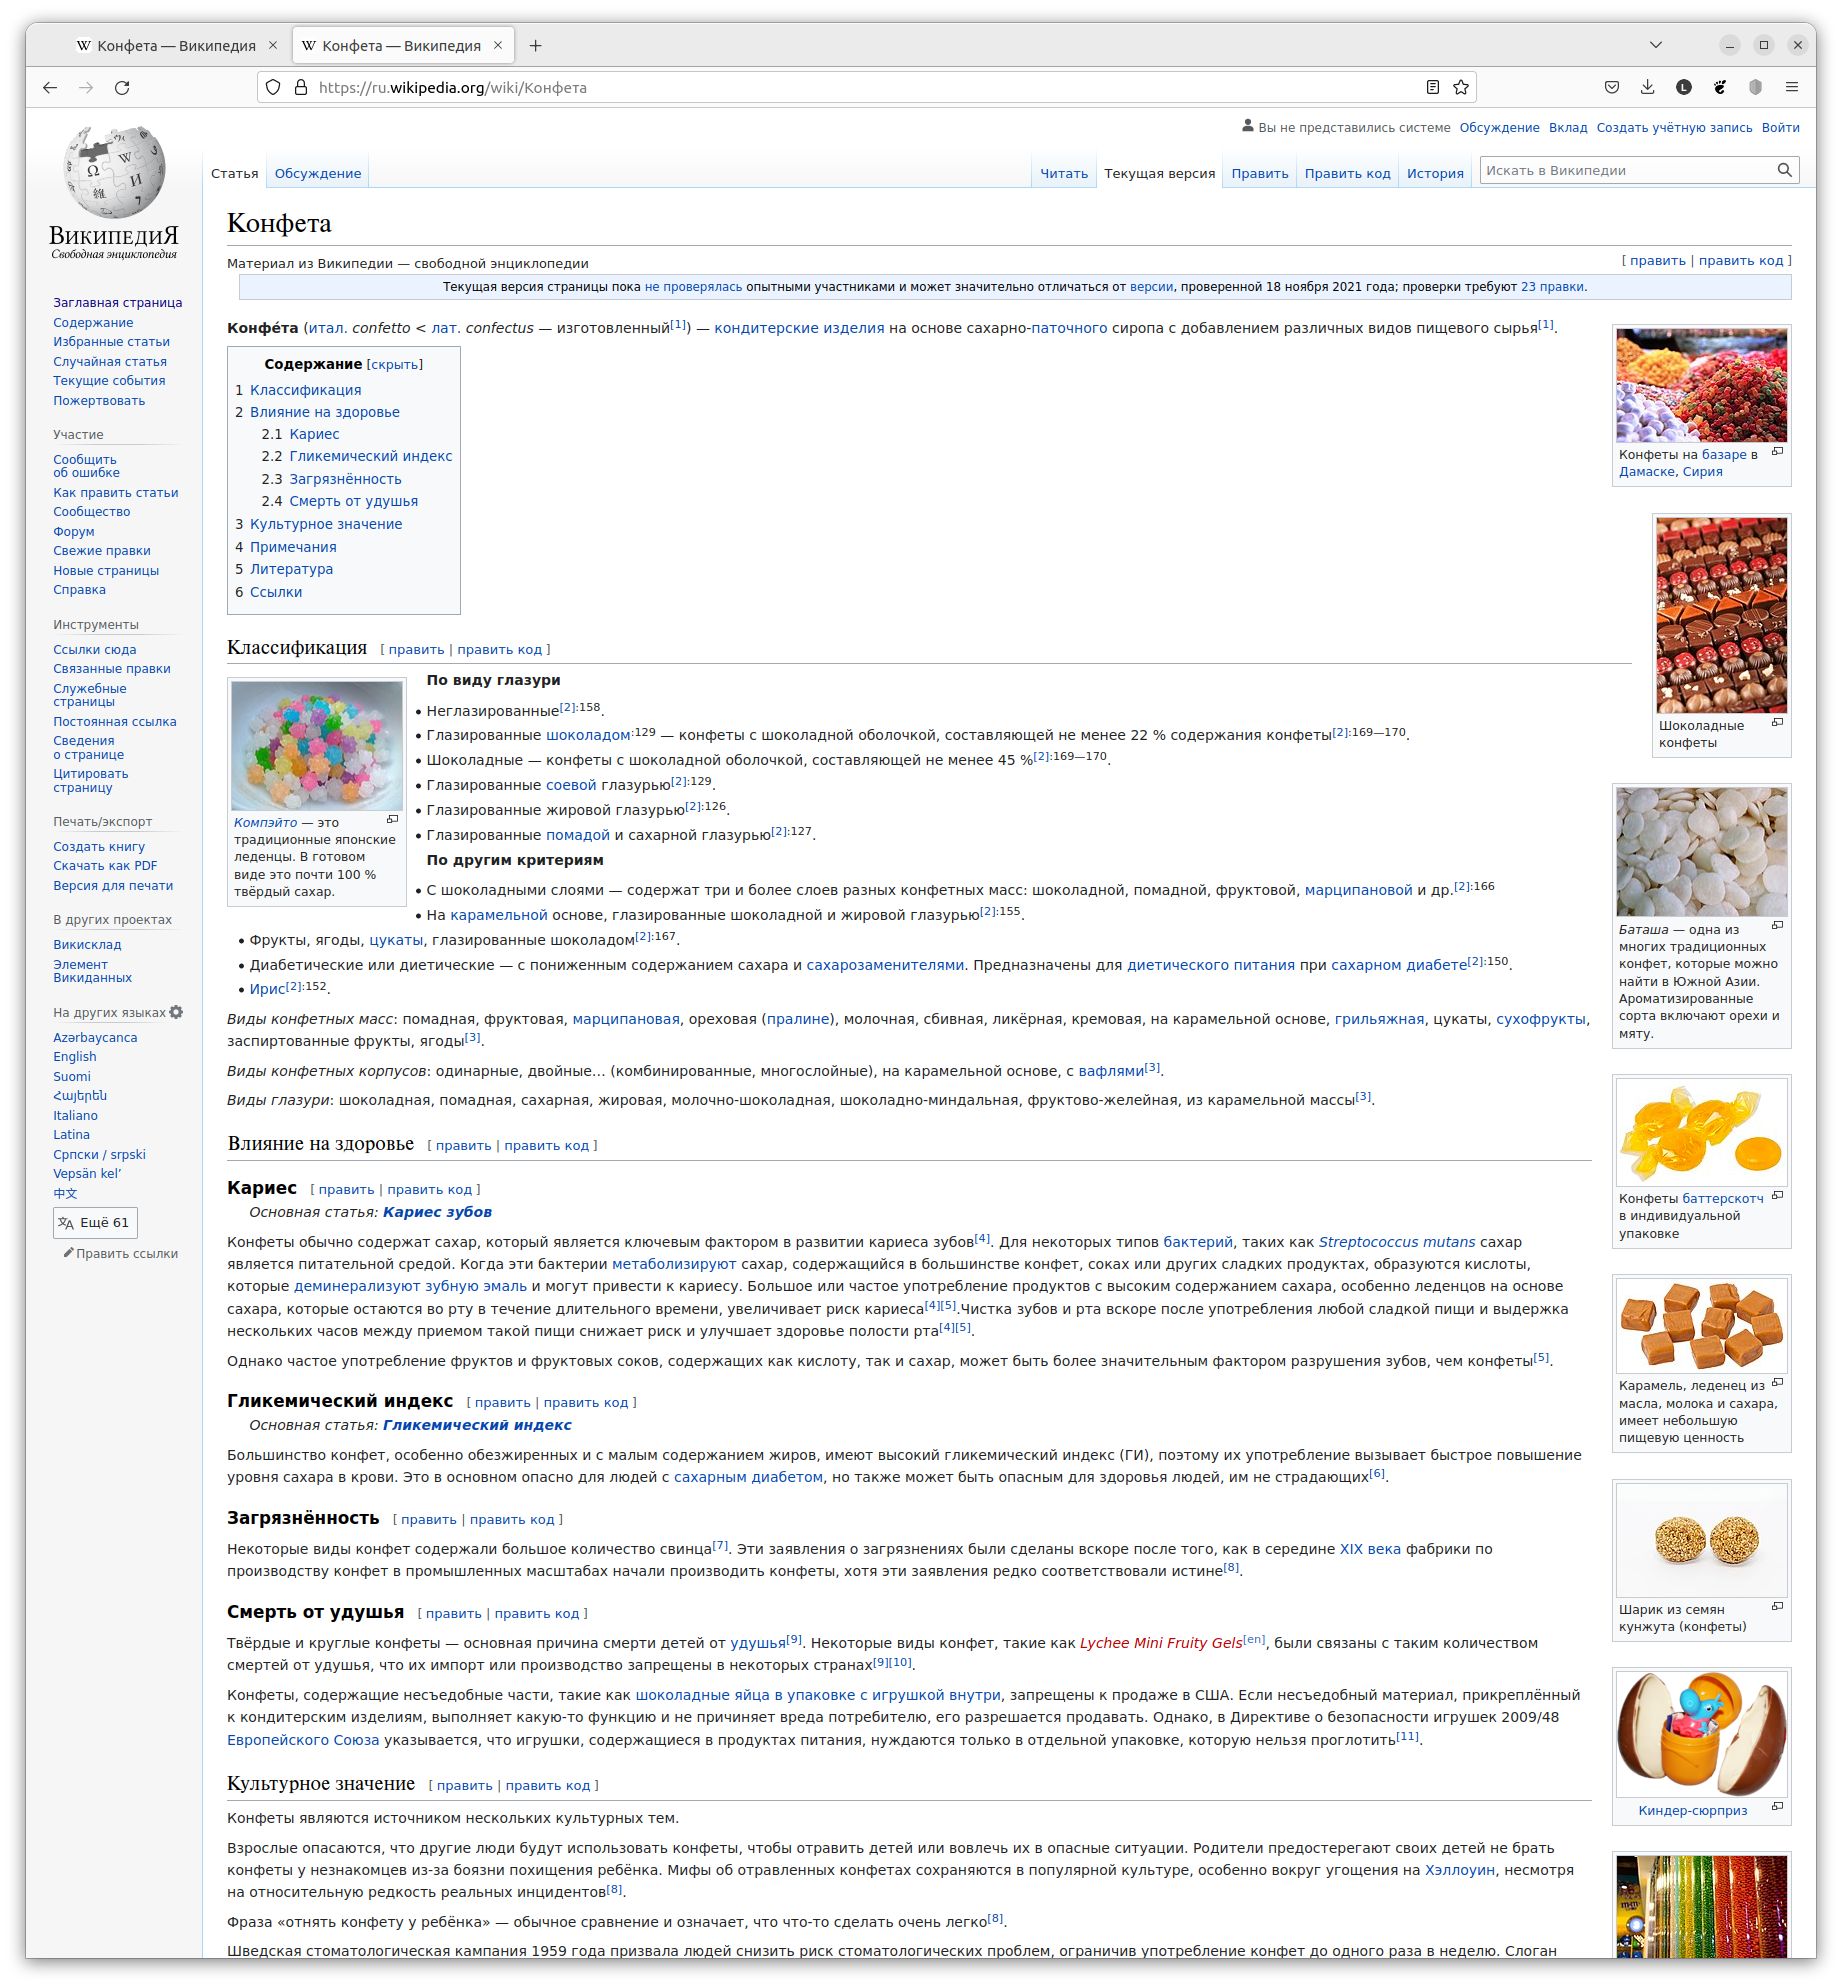 Конфета — Википедия
Конфета — Википедия
https://ru.wikipedia.org/wiki/Конфета
Вы не представились системе Обсуждение Вклад Создать учётную запись Войти
Статья Обсуждение Читать Текущая версия Править Править код История Искать в Википедии
ВикипедиЯ
Свободная энциклопедия
Заглавная страница
Содержание
Избранные статьи
Случайная статья
Текущие события
Пожертвовать
Участие
Сообщить
об ошибке
Как править статьи
Сообщество
Форум
Свежие правки
Новые страницы
Справка
Инструменты
Ссылки сюда
Связанные правки
Служебные
страницы
Постоянная ссылка
Сведения
о странице
Цитировать
страницу
Печать/экспорт
Создать книгу
Скачать как PDF
Версия для печати
В других проектах
Викисклад
Элемент
Викиданных
На других языках
Azərbaycanca
English
Suomi
Հայերեն
Italiano
Latina
Српски / srpski
Vepsän kel’
中文
Ещё 61
Править ссылки
Конфета
Материал из Википедии — свободной энциклопедии
[ править | править код ]
Текущая версия страницы пока не проверялась опытными участниками и может значительно отличаться от версии, проверенной 18 ноября 2021 года; проверки требуют 23 правки.
Конфе́та (итал. confetto < лат. confectus — изготовленный[1]) — кондитерские изделия на основе сахарно-паточного сиропа с добавлением различных видов пищевого сырья[1].
Содержание [скрыть]
1 Классификация
2 Влияние на здоровье
2.1 Кариес
2.2 Гликемический индекс
2.3 Загрязнённость
2.4 Смерть от удушья
3 Культурное значение
4 Примечания
5 Литература
6 Ссылки
Конфеты на базаре в
Дамаске, Сирия
Шоколадные
конфеты
Классификация [ править | править код ]
Компэйто — это
традиционные японские
леденцы. В готовом
виде это почти 100 %
твёрдый сахар.
По виду глазури
• Неглазированные[2]:158.
• Глазированные шоколадом:129 — конфеты с шоколадной оболочкой, составляющей не менее 22 % содержания конфеты[2]:169—170.
• Шоколадные — конфеты с шоколадной оболочкой, составляющей не менее 45 %[2]:169—170.
• Глазированные соевой глазурью[2]:129.
• Глазированные жировой глазурью[2]:126.
• Глазированные помадой и сахарной глазурью[2]:127.
По другим критериям
• С шоколадными слоями — содержат три и более слоев разных конфетных масс: шоколадной, помадной, фруктовой, марципановой и др.[2]:166
• На карамельной основе, глазированные шоколадной и жировой глазурью[2]:155.
• Фрукты, ягоды, цукаты, глазированные шоколадом[2]:167.
• Диабетические или диетические — с пониженным содержанием сахара и сахарозаменителями. Предназначены для диетического питания при сахарном диабете[2]:150.
• Ирис[2]:152.
Баташа — одна из
многих традиционных
конфет, которые можно
найти в Южной Азии.
Ароматизированные
сорта включают орехи и
мяту.
Виды конфетных масс: помадная, фруктовая, марципановая, ореховая (пралине), молочная, сбивная, ликёрная, кремовая, на карамельной основе, грильяжная, цукаты, сухофрукты,
заспиртованные фрукты, ягоды[3].
Виды конфетных корпусов: одинарные, двойные… (комбинированные, многослойные), на карамельной основе, с вафлями[3].
Виды глазури: шоколадная, помадная, сахарная, жировая, молочно-шоколадная, шоколадно-миндальная, фруктово-желейная, из карамельной массы[3].
Конфеты баттерскотч
в индивидуальной
упаковке
Влияние на здоровье [ править | править код ]
Кариес [ править | править код ]
Основная статья: Кариес зубов
Конфеты обычно содержат сахар, который является ключевым фактором в развитии кариеса зубов[4]. Для некоторых типов бактерий, таких как Streptococcus mutans сахар
является питательной средой. Когда эти бактерии метаболизируют сахар, содержащийся в большинстве конфет, соках или других сладких продуктах, образуются кислоты,
которые деминерализуют зубную эмаль и могут привести к кариесу. Большое или частое употребление продуктов с высоким содержанием сахара, особенно леденцов на основе
сахара, которые остаются во рту в течение длительного времени, увеличивает риск кариеса[4][5].Чистка зубов и рта вскоре после употребления любой сладкой пищи и выдержка
нескольких часов между приемом такой пищи снижает риск и улучшает здоровье полости рта[4][5].
Однако частое употребление фруктов и фруктовых соков, содержащих как кислоту, так и сахар, может быть более значительным фактором разрушения зубов, чем конфеты[5].
Карамель, леденец из
масла, молока и сахара,
имеет небольшую
пищевую ценность
Гликемический индекс [ править | править код ]
Основная статья: Гликемический индекс
Большинство конфет, особенно обезжиренных и с малым содержанием жиров, имеют высокий гликемический индекс (ГИ), поэтому их употребление вызывает быстрое повышение
уровня сахара в крови. Это в основном опасно для людей с сахарным диабетом, но также может быть опасным для здоровья людей, им не страдающих[6].
Загрязнённость [ править | править код ]
Некоторые виды конфет содержали большое количество свинца[7]. Эти заявления о загрязнениях были сделаны вскоре после того, как в середине XIX века фабрики по
производству конфет в промышленных масштабах начали производить конфеты, хотя эти заявления редко соответствовали истине[8].
Шарик из семян
кунжута (конфеты)
Смерть от удушья [ править | править код ]
Твёрдые и круглые конфеты — основная причина смерти детей от удушья[9]. Некоторые виды конфет, такие как Lychee Mini Fruity Gels[en], были связаны с таким количеством
смертей от удушья, что их импорт или производство запрещены в некоторых странах[9][10].
Конфеты, содержащие несъедобные части, такие как шоколадные яйца в упаковке с игрушкой внутри, запрещены к продаже в США. Если несъедобный материал, прикреплённый
к кондитерским изделиям, выполняет какую-то функцию и не причиняет вреда потребителю, его разрешается продавать. Однако, в Директиве о безопасности игрушек 2009/48
Европейского Союза указывается, что игрушки, содержащиеся в продуктах питания, нуждаются только в отдельной упаковке, которую нельзя проглотить[11].
Киндер-сюрприз
Культурное значение [ править | править код ]
Конфеты являются источником нескольких культурных тем.
Взрослые опасаются, что другие люди будут использовать конфеты, чтобы отравить детей или вовлечь их в опасные ситуации. Родители предостерегают своих детей не брать
конфеты у незнакомцев из-за боязни похищения ребёнка. Мифы об отравленных конфетах сохраняются в популярной культуре, особенно вокруг угощения на Хэллоуин, несмотря
на относительную редкость реальных инцидентов[8].
Фраза «отнять конфету у ребёнка» — обычное сравнение и означает, что что-то сделать очень легко[8].
Шведская стоматологическая кампания 1959 года призвала людей снизить риск стоматологических проблем, ограничив употребление конфет до одного раза в неделю. Слоган